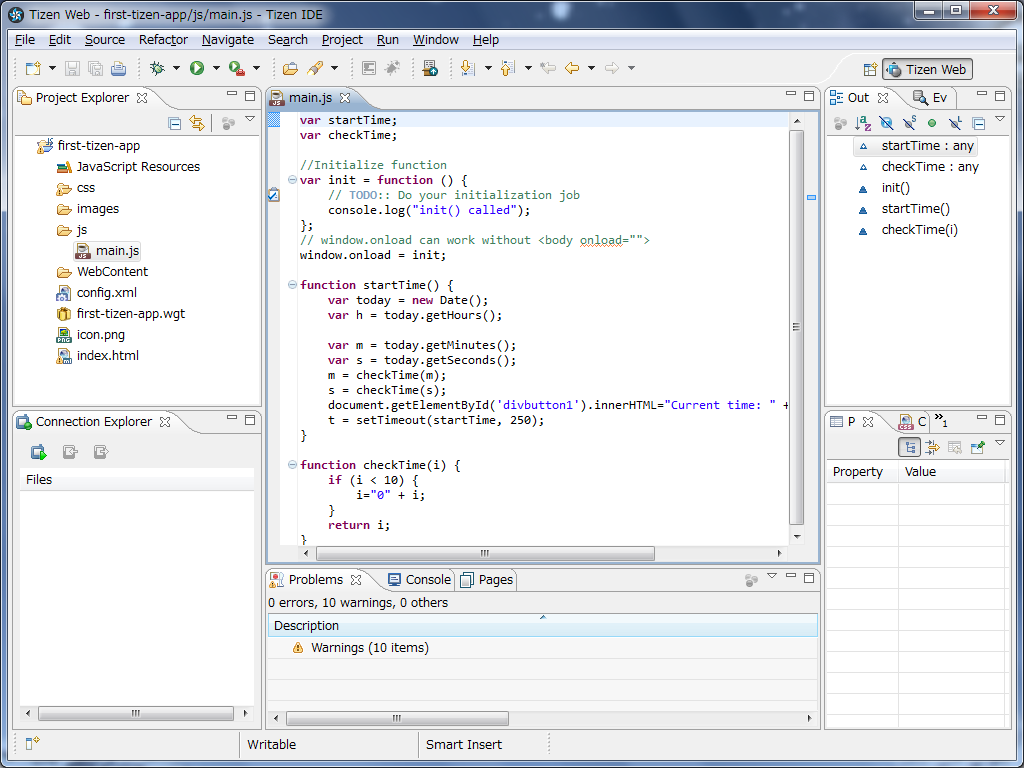 Tizen Web - first-tizen-app/js/main.js - Tizen IDE
File Edit Source Refactor Navigate Search Project Run Window Help
Tizen Web
Project Explorer
first-tizen-app
JavaScript Resources
css
images
js
main.js
WebContent
config.xml
first-tizen-app.wgt
icon.png
index.html
Connection Explorer
Files
main.js
var startTime;
var checkTime;
//Initialize function
var init = function () {
// TODO:: Do your initialization job
console.log("init() called");
};
// window.onload can work without <body onload="">
window.onload = init;
function startTime() {
var today = new Date();
var h = today.getHours();
var m = today.getMinutes();
var s = today.getSeconds();
m = checkTime(m);
s = checkTime(s);
document.getElementById('divbutton1').innerHTML="Current time: " +
t = setTimeout(startTime, 250);
}
function checkTime(i) {
if (i < 10) {
i="0" + i;
}
return i;
}
Problems Console Pages
0 errors, 10 warnings, 0 others
Description
Warnings (10 items)
Out Ev
startTime : any
checkTime : any
init()
startTime()
checkTime(i)
P C »1
Property Value
Writable Smart Insert